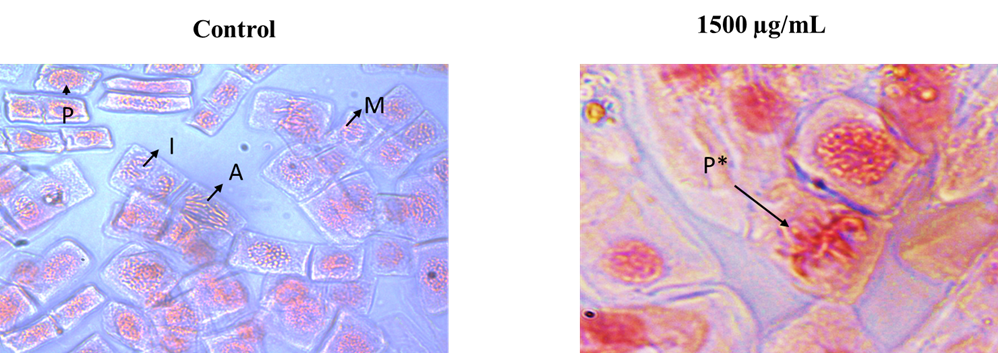 Control
1500 µg/mL
P
I
A
M
P*